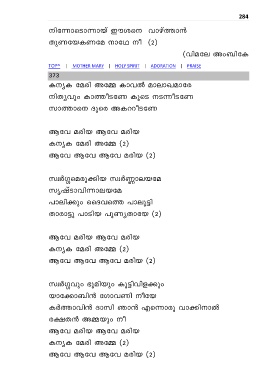 284
നിന്നോടൊന്നായ് ഈശനെ വാഴ്ത്താൻ
തുണയേകണമേ നാഥേ നീ (2)
(വിമലേ അംബികേ
TOP^ | MOTHER MARY | HOLY SPIRIT | ADORATION | PRAISE
373
കന്യക മേരി അമ്മേ കാവൽ മാലാഖമാരേ
നിത്യവും കാത്തീടണേ കൂടെ നടന്നീടണേ
സാത്താനെ ദൂരെ അകററീടണേ
ആവേ മരിയ ആവേ മരിയ
കന്യക മേരി അമ്മേ (2)
ആവേ ആവേ ആവേ മരിയ (2)
സ്വർഗ്ഗമൊരുക്കിയ സ്വർണ്ണാലയമേ
സൃഷ്ടാവിന്നാലയമേ
പാലിക്കും ദൈവത്തെ പാലൂട്ടി
താരാട്ടു പാടിയ പുണ്യതായേ (2)
ആവേ മരിയ ആവേ മരിയ
കന്യക മേരി അമ്മേ (2)
ആവേ ആവേ ആവേ മരിയ (2)
സ്വർഗ്ഗവും ഭൂമിയും കൂട്ടിവിളക്കും
യാക്കോബിൻ ഗോവണി നീയേ
കർത്താവിൻ ദാസി ഞാൻ എന്നൊരു വാക്കിനാൽ
രക്ഷതൻ അമ്മയും നീ
ആവേ മരിയ ആവേ മരിയ
കന്യക മേരി അമ്മേ (2)
ആവേ ആവേ ആവേ മരിയ (2)